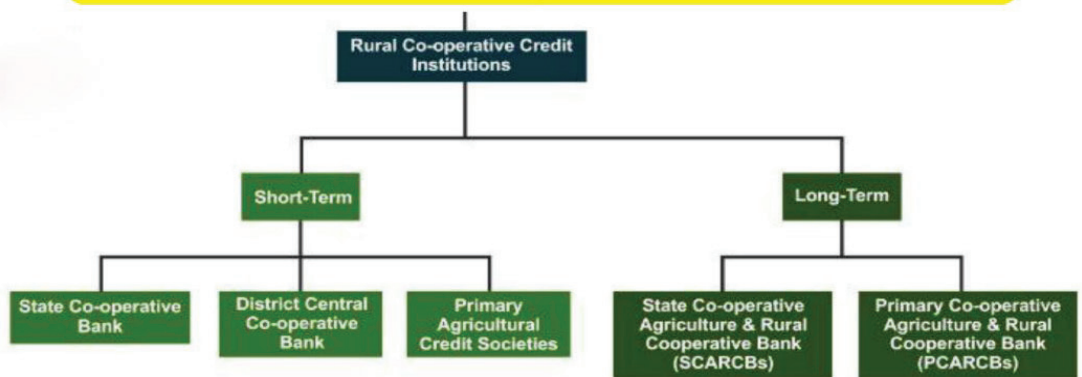 Rural Co-operative Credit
Institutions
Short-Term
Long-Term
State Co-operative
Bank
District Central
Co-operative
Bank
Primary
Agricultural
Credit Societies
State Co-operative
Agriculture & Rural
Cooperative Bank
(SCARCBs)
Primary Co-operative
Agriculture & Rural
Cooperative Bank
(PCARCBs)